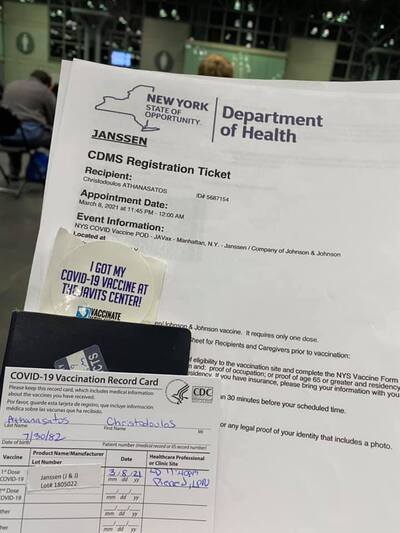 NEW YORK
STATE OF
OPPORTUNITY.
Department
of Health
JANSSEN
CDMS Registration Ticket
Recipient:
Christodoulos ATHANASATOS
ID# 5687154
Appointment Date:
March 8, 2021 at 11:45 PM - 12:00 AM
Event Information:
NYS COVID Vaccine POD - JAVax - Manhattan, N.Y. - Janssen / Company of Johnson & Johnson
Located at
I GOT MY
COVID-19 VACCINE AT
THE JAVITS CENTER!
VACCINATE
Johnson & Johnson vaccine. It requires only one dose.
heet for Recipients and Caregivers prior to vaccination:
eligibility to the vaccination site and complete the NYS Vaccine Form
proof of occupation; or proof of age 65 or greater and residency
If you have insurance, please bring your information with you
an 30 minutes before your scheduled time.
or any legal proof of your identity that includes a photo.
COVID-19 Vaccination Record Card
Please keep this record card, which includes medical information
about the vaccines you have received.
Por favor, guarde esta tarjeta de registro, que incluye información
médica sobre las vacunas que ha recibido.
CDC
Athanasatos Christodoulos
Last Name First Name MI
7/30/82
Date of birth Patient number (medical record or IIS record number)
Vaccine Product Name/Manufacturer Date Healthcare Professional
Lot Number or Clinic Site
1st Dose
COVID-19
Janssen (J & J)
Lot# 1805022
3/8/21
mm dd yy
11:40pm
2nd Dose
COVID-19
mm dd yy
Other
mm dd yy